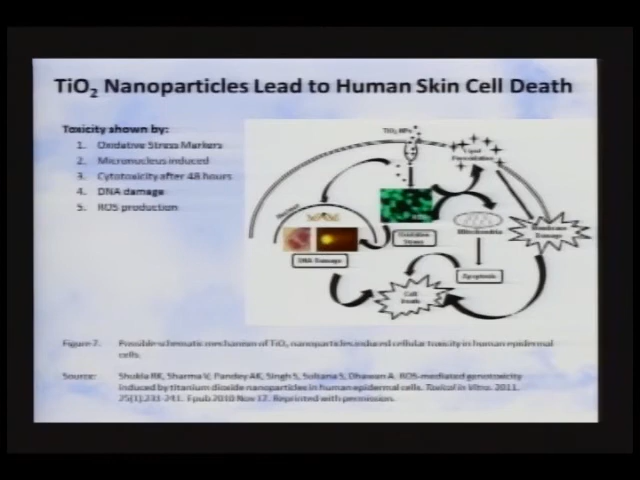 TiO2 Nanoparticles Lead to Human Skin Cell Death
Toxicity shown by:
1. Oxidative Stress Markers
2. Micronucleus induced
3. Cytotoxicity after 48 hours
4. DNA damage
5. ROS production
TiO2 NPs
Lipid
Peroxidation
Nucleus
Oxidative
Stress
Mitochondria
Membrane
Damage
DNA Damage
Apoptosis
Cell
Death
Figure 7. Possible schematic mechanism of TiO2 nanoparticles induced cellular toxicity in human epidermal
cells.
Source: Shukla RK, Sharma V, Pandey AK, Singh S, Sultana S, Dhawan A. ROS-mediated genotoxicity
induced by titanium dioxide nanoparticles in human epidermal cells. Toxicol in Vitro. 2011.
25(1):231-241. Epub 2010 Nov 17. Reprinted with permission.